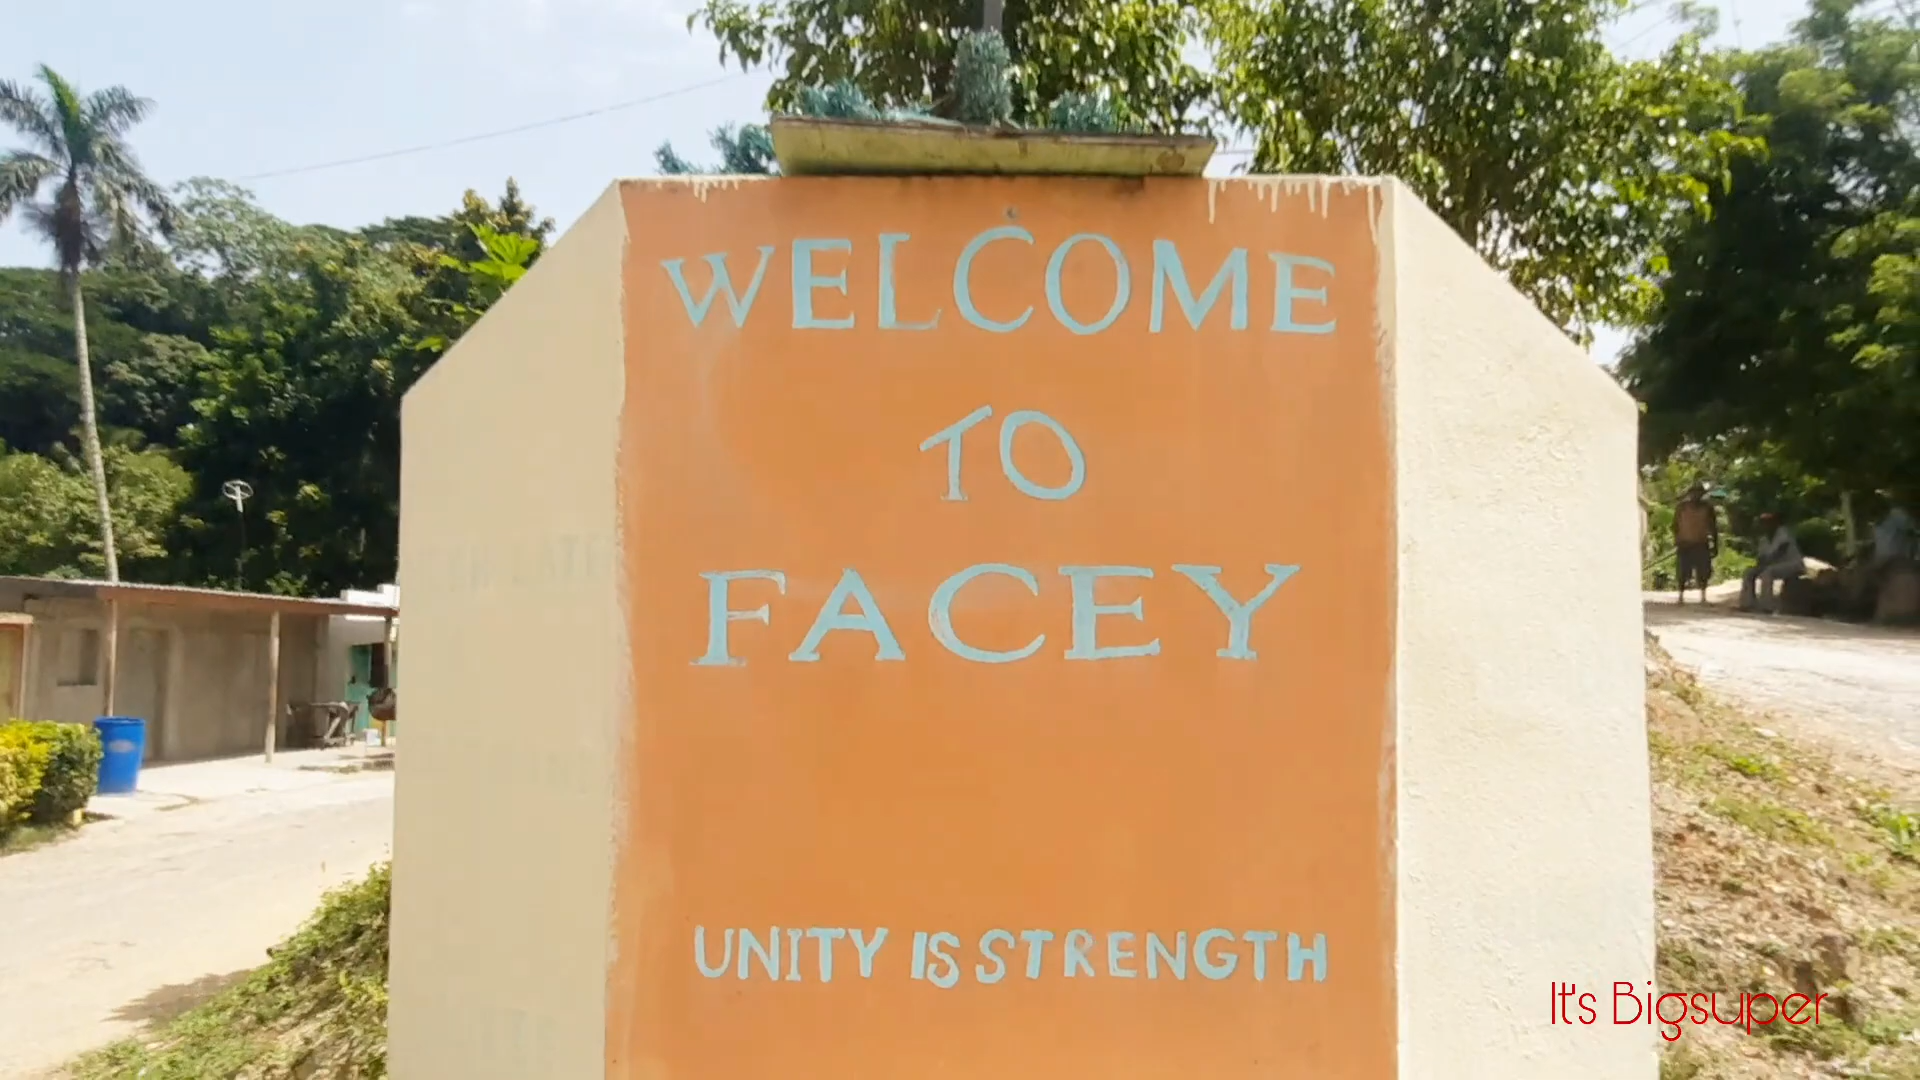 WELCOME
TO
FACEY
UNITY IS STRENGTH
It's Bigsuper